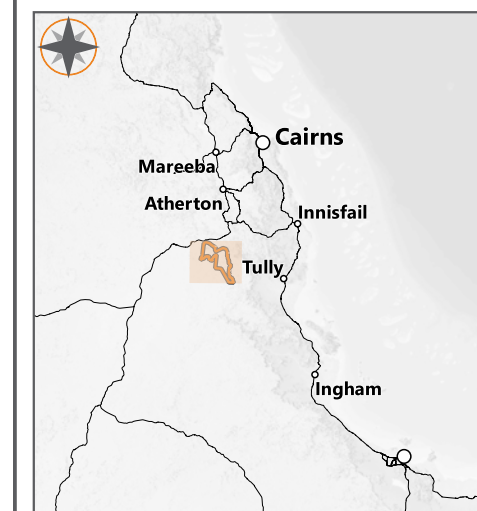 Cairns
Mareeba
Atherton
Innisfail
Tully
Ingham